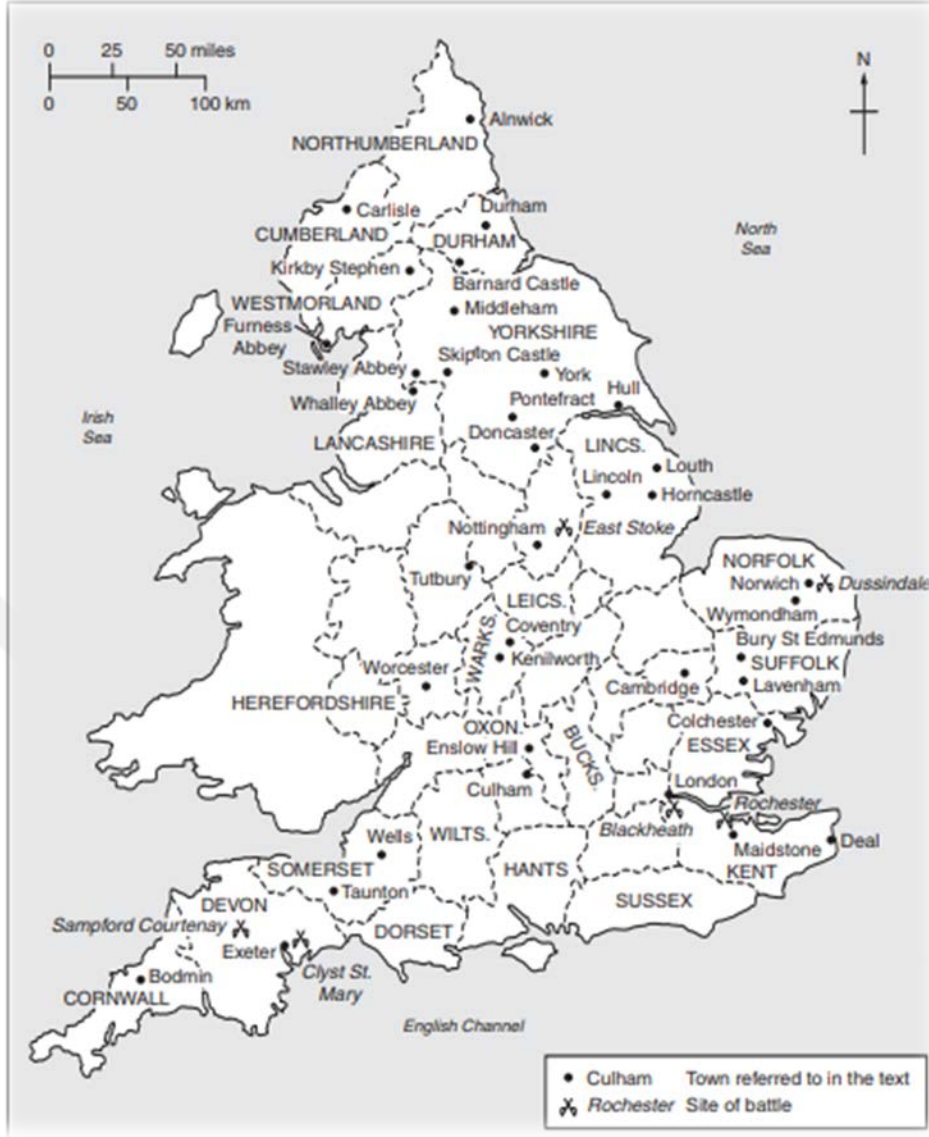 0 25 50 miles
0 50 100 km
N
Alnwick
NORTHUMBERLAND
Carlisle
Durham
CUMBERLAND
DURHAM
North
Sea
Kirkby Stephen
Barnard Castle
WESTMORLAND
Middleham
Furness
Abbey
YORKSHIRE
Skipton Castle
Stawley Abbey
York
Whalley Abbey
Pontefract
Hull
Irish
Sea
LANCASHIRE
Doncaster
LINCS.
Louth
Lincoln
Horncastle
Nottingham
East Stoke
Tutbury
NORFOLK
Norwich
Dussindale
LEICS.
Wymondham
WARKS.
Coventry
Bury St Edmunds
Kenilworth
SUFFOLK
Worcester
Cambridge
Lavenham
HEREFORDSHIRE
OXON.
Colchester
Enslow Hill
BUCKS.
ESSEX
Culham
London
Rochester
Blackheath
Wells
WILTS.
Maidstone
Deal
SOMERSET
HANTS
KENT
Taunton
DEVON
SUSSEX
Sampford Courtenay
DORSET
Exeter
Clyst St.
Mary
Bodmin
CORNWALL
English Channel
Culham Town referred to in the text
Rochester Site of battle